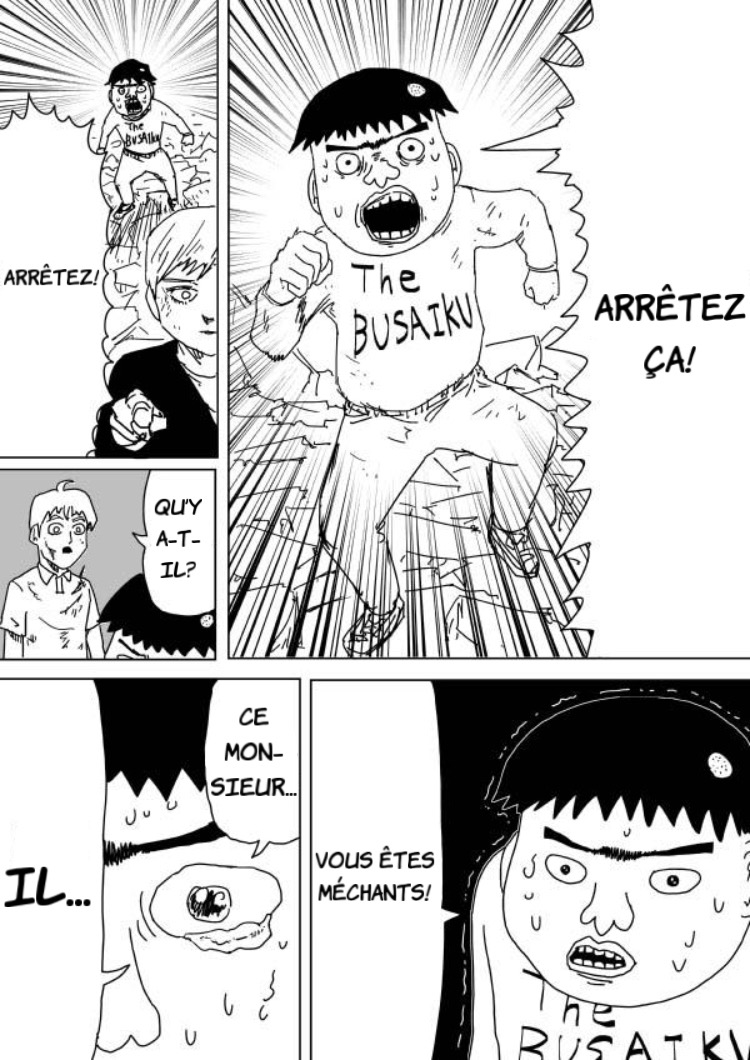 ARRÊTEZ
ÇA!
The
BUSAIKU
ARRÊTEZ!
The
BUSAIKU
QU'Y
A-T-
IL?
VOUS ÊTES
MÉCHANTS!
The
BUSAIKU
CE
MON-
SIEUR...
IL...